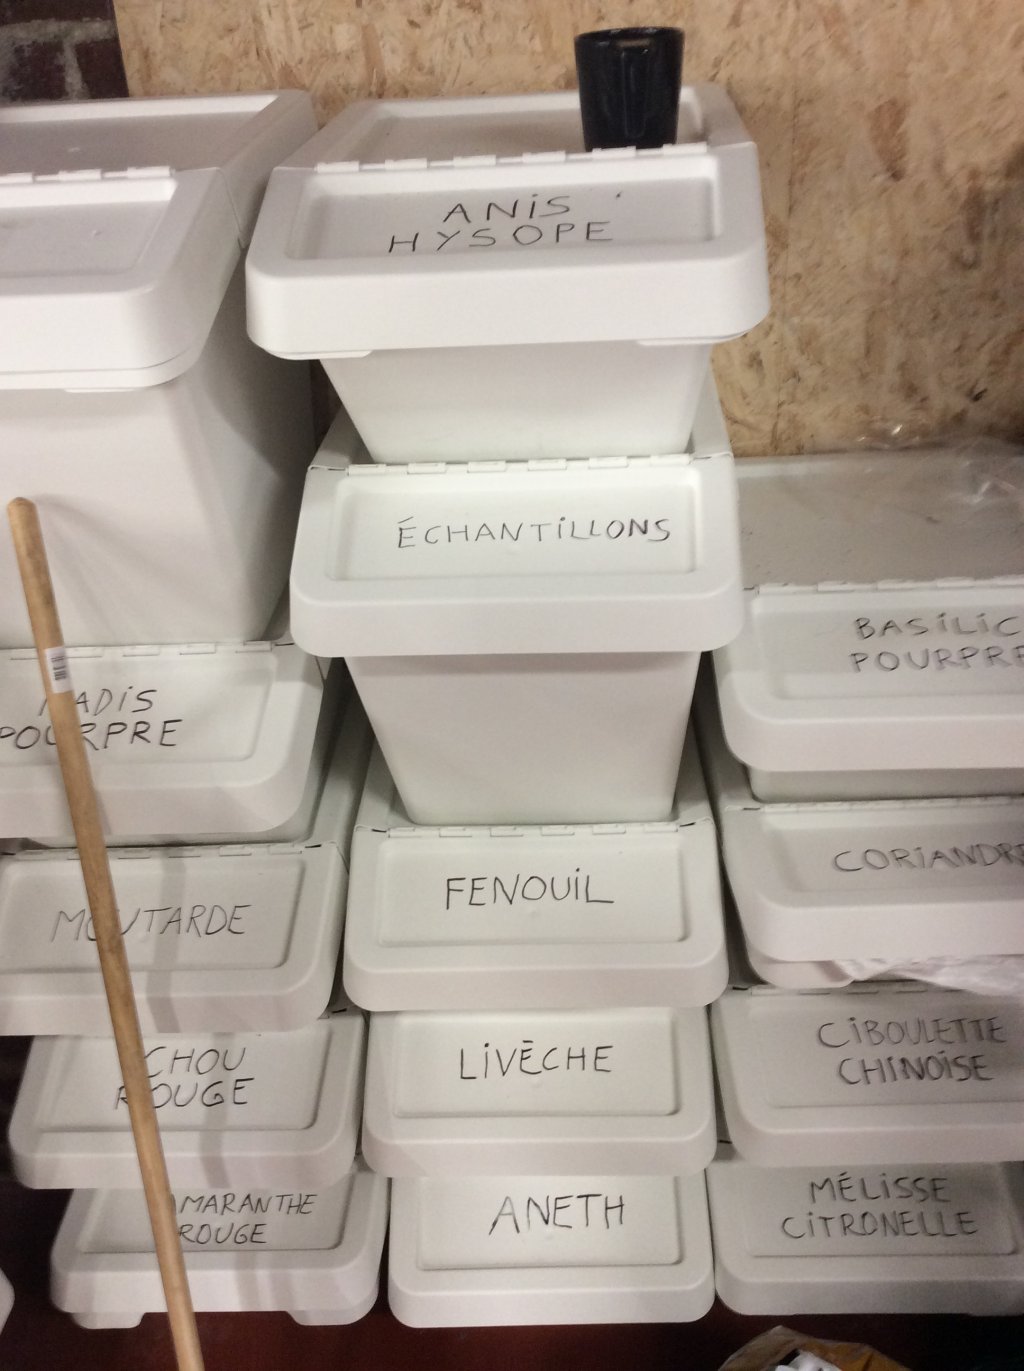 ANIS
HYSOPE
ÉCHANTILLONS
FENOUIL
LIVÈCHE
ANETH
RADIS
POURPRE
MOUTARDE
CHOU
ROUGE
AMARANTHE
ROUGE
BASILIC
POURPRE
CORIANDRE
CIBOULETTE
CHINOISE
MÉLISSE
CITRONELLE